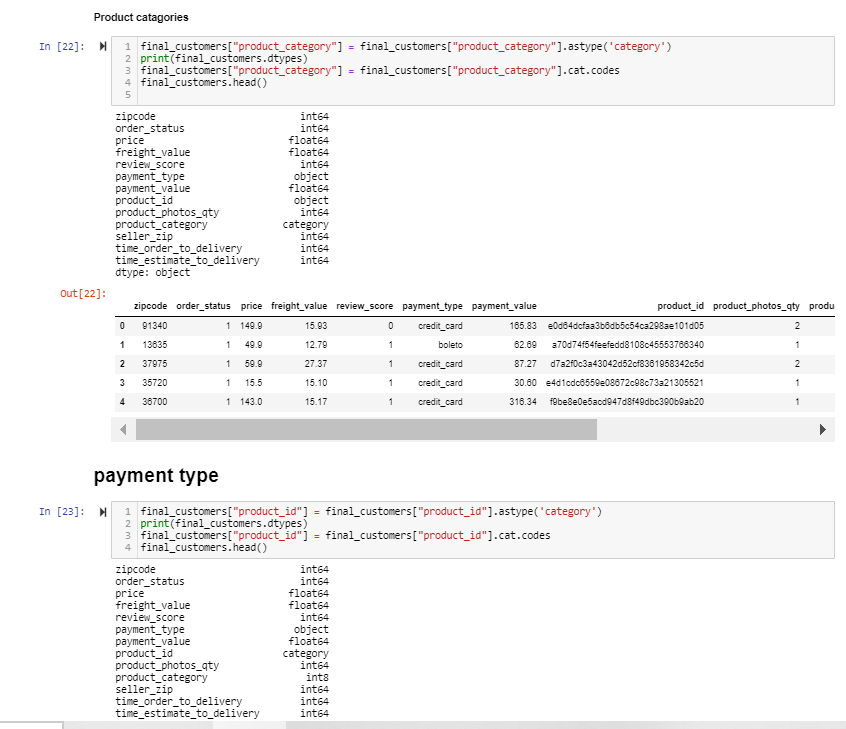 Product catagories
In [22]:
1 final_customers["product_category"] = final_customers["product_category"].astype('category')
2 print(final_customers.dtypes)
3 final_customers["product_category"] = final_customers["product_category"].cat.codes
4 final_customers.head()
5
zipcode int64
order_status int64
price float64
freight_value float64
review_score int64
payment_type object
payment_value float64
product_id object
product_photos_qty int64
product_category category
seller_zip int64
time_order_to_delivery int64
time_estimate_to_delivery int64
dtype: object
Out[22]:
zipcode order_status price freight_value review_score payment_type payment_value product_id product_photos_qty produ
0 91340 1 149.9 15.93 0 credit_card 165.83 e0d64dcfaa3b6db5c54ca298ae101d05 2
1 13635 1 49.9 12.79 1 boleto 62.69 a70d74f54feefedd8108c45553766340 1
2 37975 1 59.9 27.37 1 credit_card 87.27 d7a2f0c3a43042d52cf8361958342c5d 2
3 35720 1 15.5 15.10 1 credit_card 30.60 e4d1cdc6559e08672c98c73a21305521 1
4 36700 1 143.0 15.17 1 credit_card 316.34 f9be8e0e5acd947d8f49dbc390b9ab20 1
payment type
In [23]:
1 final_customers["product_id"] = final_customers["product_id"].astype('category')
2 print(final_customers.dtypes)
3 final_customers["product_id"] = final_customers["product_id"].cat.codes
4 final_customers.head()
zipcode int64
order_status int64
price float64
freight_value float64
review_score int64
payment_type object
payment_value float64
product_id category
product_photos_qty int64
product_category int8
seller_zip int64
time_order_to_delivery int64
time_estimate_to_delivery int64